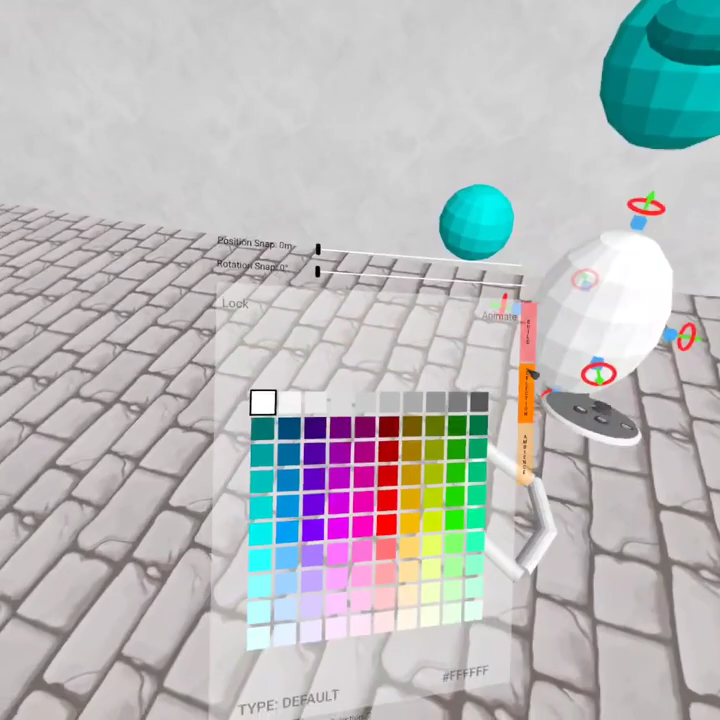 Position Snap: 0m
Rotation Snap: 0°
Lock
Animate
#FFFFFF
TYPE: DEFAULT